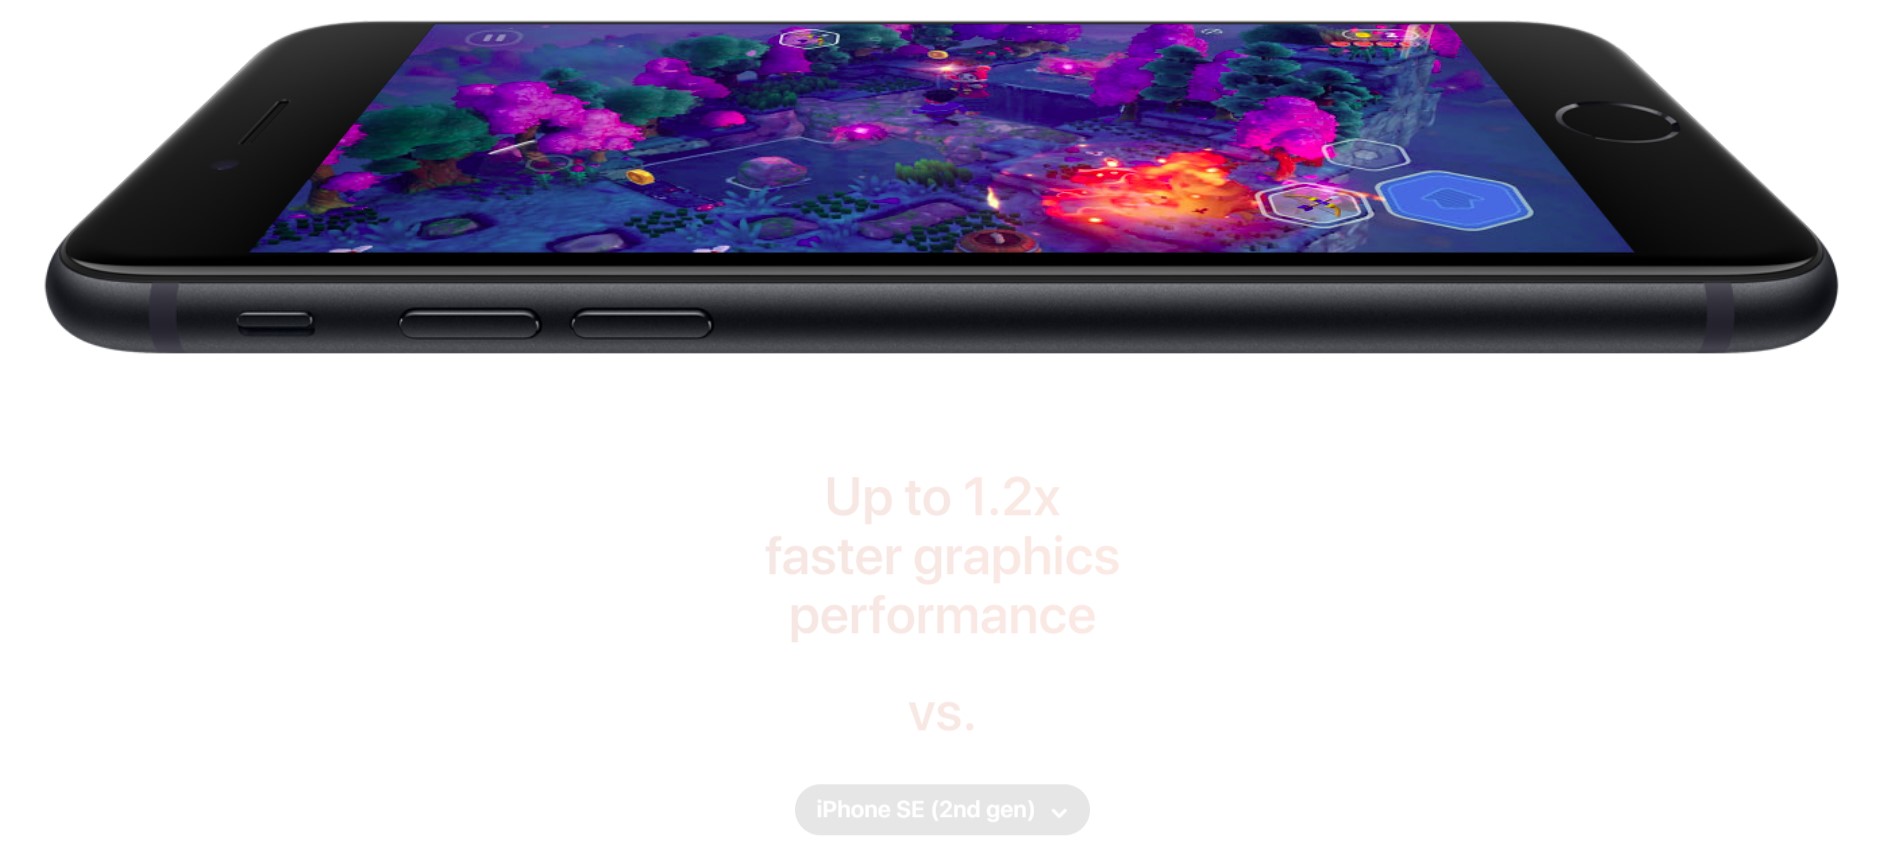 Up to 1.2x
faster graphics
performance
vs.
iPhone SE (2nd gen)